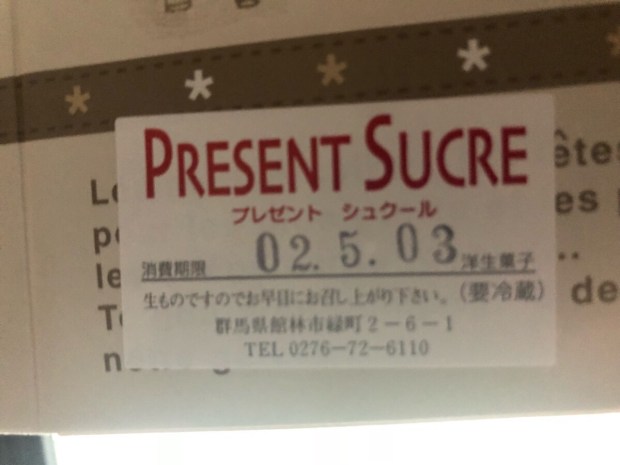 PRESENT SUCRE
プレゼント シュクール
消費期限 02.5.03 洋生菓子
生ものですのでお早目にお召し上がり下さい。(要冷蔵)
群馬県館林市緑町2-6-1
TEL 0276-72-6110